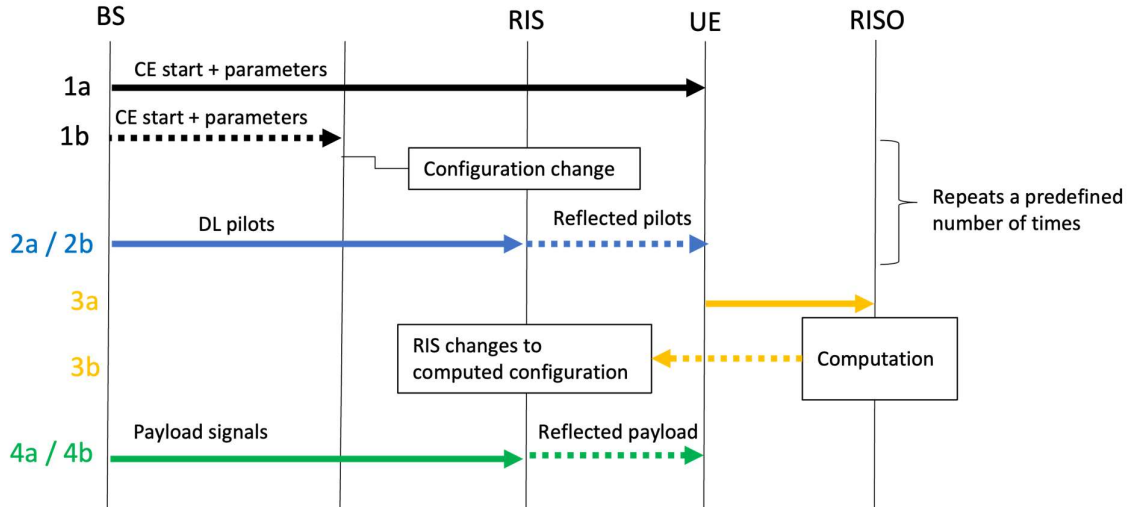 BS
RIS
UE
RISO
CE start + parameters
1a
CE start + parameters
1b
Configuration change
Repeats a predefined
number of times
DL pilots
Reflected pilots
2a / 2b
3a
RIS changes to
computed configuration
Computation
3b
Payload signals
Reflected payload
4a / 4b